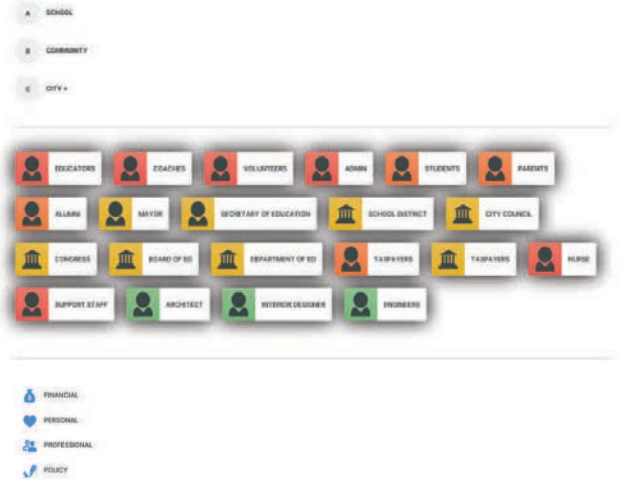 A SCHOOL
B COMMUNITY
C CITY +
EDUCATORS COACHES VOLUNTEERS ADMIN STUDENTS PARENTS
ALUMNI MAYOR SECRETARY OF EDUCATION SCHOOL DISTRICT CITY COUNCIL
CONGRESS BOARD OF ED DEPARTMENT OF ED TAXPAYERS TAXPAYERS NURSE
SUPPORT STAFF ARCHITECT INTERIOR DESIGNER ENGINEERS
FINANCIAL
PERSONAL
PROFESSIONAL
POLICY